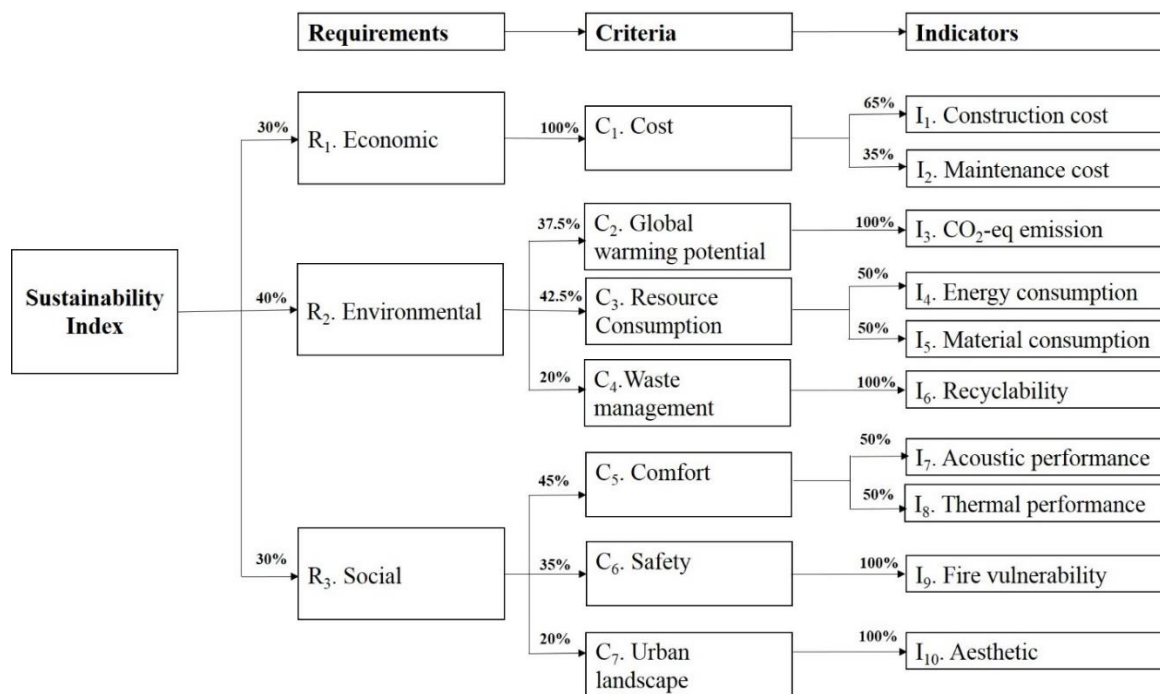 Requirements
Criteria
Indicators
Sustainability
Index
30%
R₁. Economic
100%
C₁. Cost
65%
I₁. Construction cost
35%
I₂. Maintenance cost
40%
R₂. Environmental
37.5%
C₂. Global
warming potential
100%
I₃. CO₂-eq emission
42.5%
C₃. Resource
Consumption
50%
I₄. Energy consumption
50%
I₅. Material consumption
20%
C₄.Waste
management
100%
I₆. Recyclability
30%
R₃. Social
45%
C₅. Comfort
50%
I₇. Acoustic performance
50%
I₈. Thermal performance
35%
C₆. Safety
100%
I₉. Fire vulnerability
20%
C₇. Urban
landscape
100%
I₁₀. Aesthetic